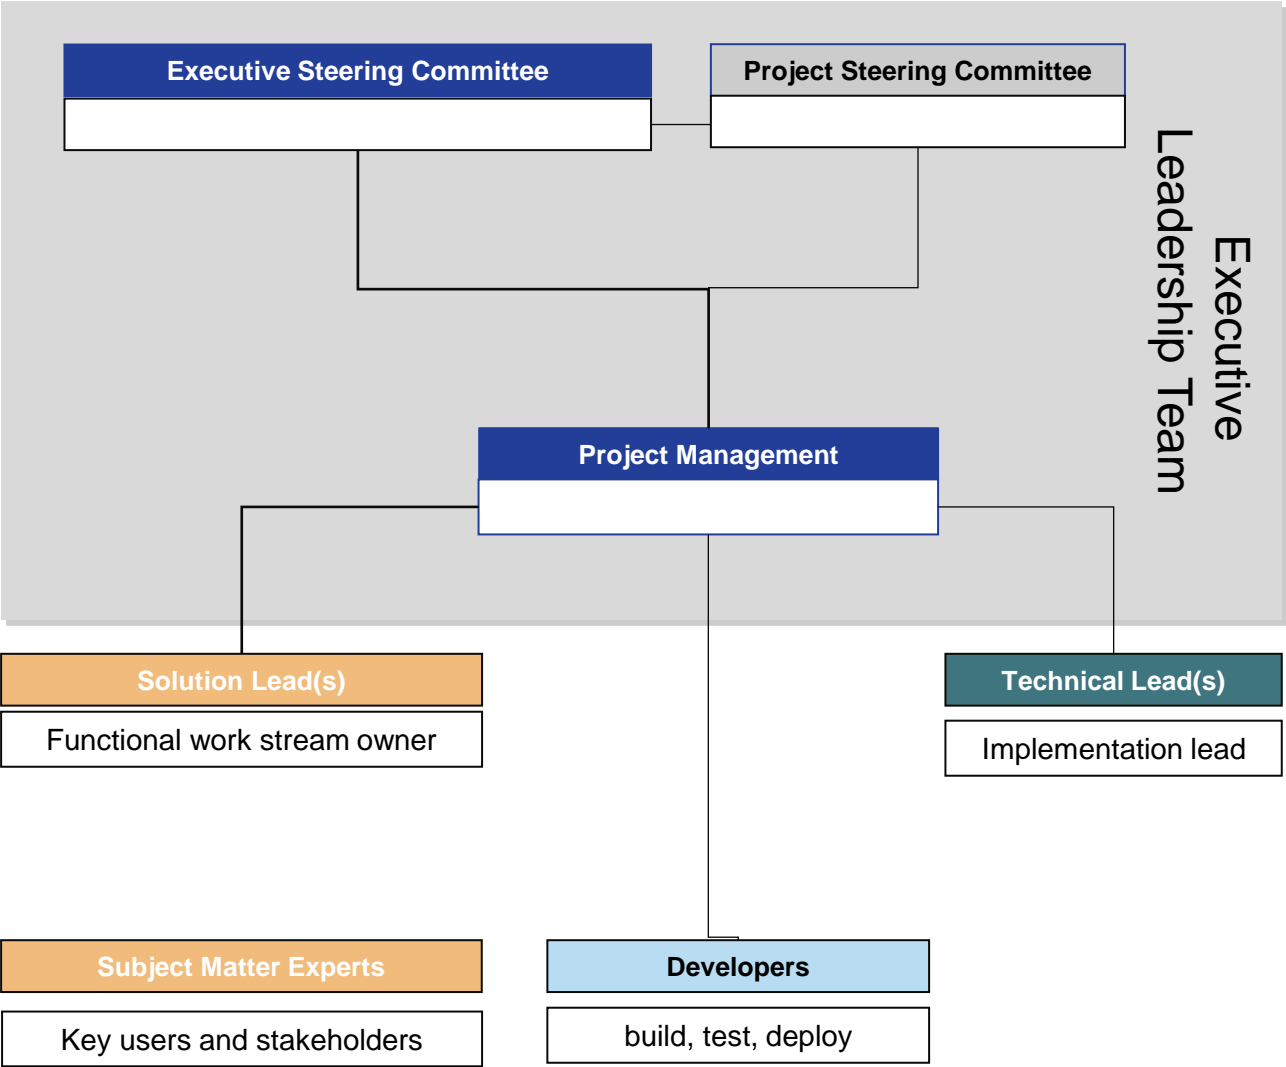 Executive Steering Committee
Project Steering Committee
Executive
Leadership Team
Project Management
Solution Lead(s)
Functional work stream owner
Technical Lead(s)
Implementation lead
Subject Matter Experts
Key users and stakeholders
Developers
build, test, deploy